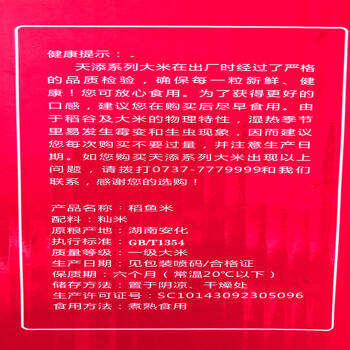 健康提示：.
天添系列大米在出厂时经过了严格
的品质检验，确保每一粒新鲜、健
康！您可放心食用。为了获得更好的
口感，建议您在购买后尽早食用。由
于稻谷及大米的物理特性，湿热季节
里易发生霉变和生虫现象，因而建议
您每次购买不要过量，并注意生产日
期。如您购买天添系列大米出现以上
问题，请拨打0737-7779999和我们
联系，感谢您的选购！
产品名称：稻鱼米
配料：籼米
原粮产地：湖南安化
执行标准：GB/T1354
质量等级：一级大米
生产日期：见包装喷码/合格证
保质期：六个月（常温20℃以下）
储存方法：置于阴凉、干燥处
生产许可证号：SC10143092305096
食用方法：煮熟食用